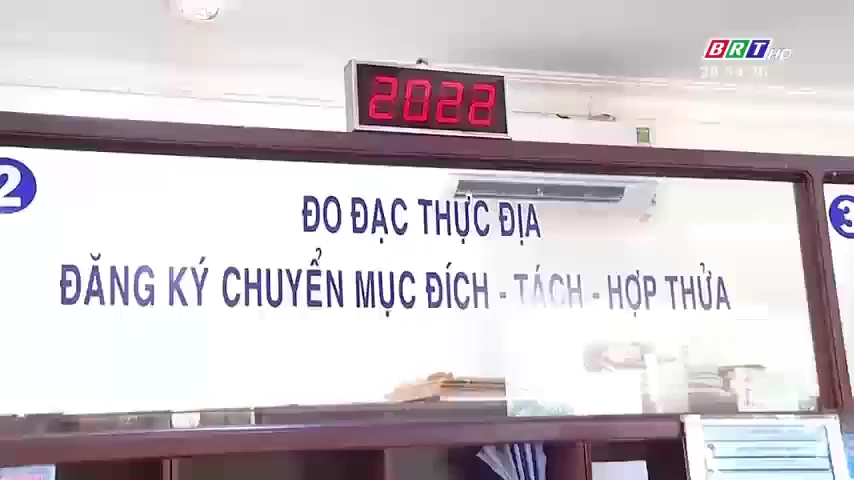 BRT HD
2022
2
ĐO ĐẠC THỰC ĐỊA
3
ĐĂNG KÝ CHUYỂN MỤC ĐÍCH - TÁCH - HỢP THỬA